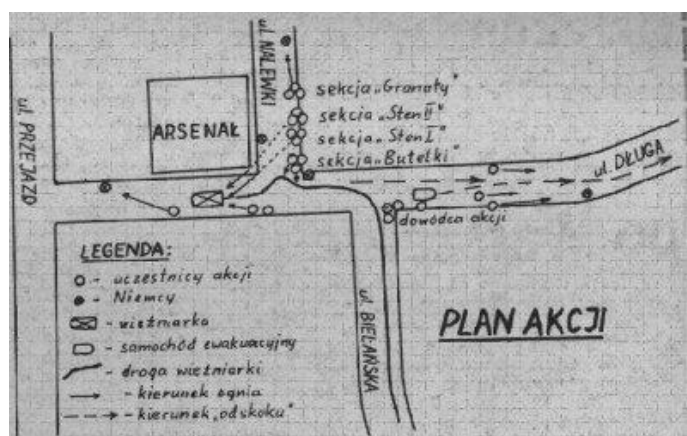 ul. NALEWKI
ul. PRZEJAZD
ARSENAŁ
sekcja „Granaty"
sekcja „Sten II"
sekcja „Sten I"
sekcja „Butelki"
ul. DŁUGA
dowódca akcji
LEGENDA:
- uczestnicy akcji
- Niemcy
- więźniarka
- samochód ewakuacyjny
- droga więźniarki
- kierunek ognia
- kierunek „odskoku"
ul. BIELAŃSKA
PLAN AKCJI